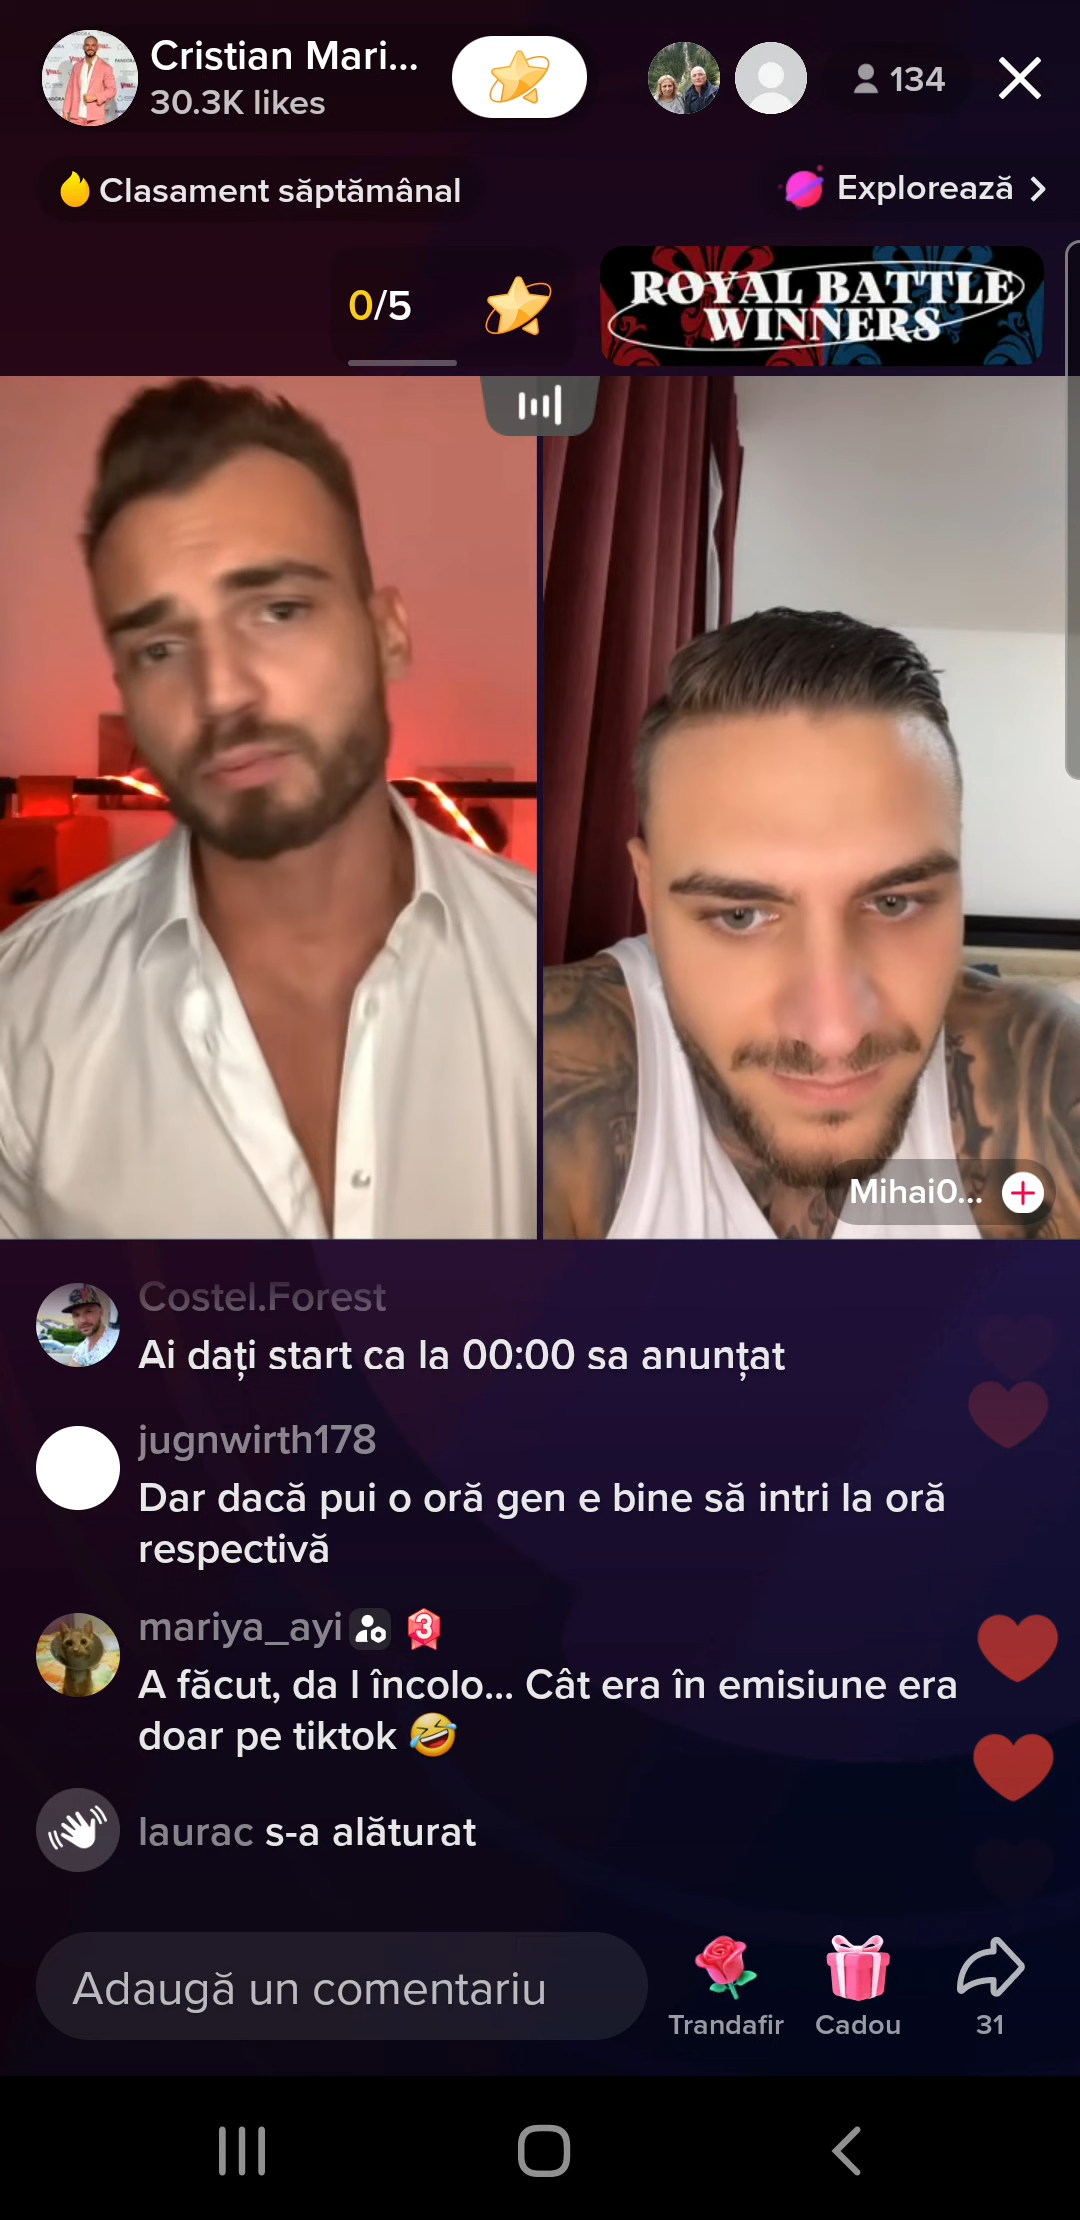 Cristian Mari...
30.3K likes
134
Clasament săptămânal
Explorează
0/5
ROYAL BATTLE
WINNERS
Mihai0...
Costel.Forest
Ai dați start ca la 00:00 sa anunțat
jugnwirth178
Dar dacă pui o oră gen e bine să intri la oră
respectivă
mariya_ayi 3
A făcut, da l încolo... Cât era în emisiune era
doar pe tiktok 🤣
laurac s-a alăturat
Adaugă un comentariu
Trandafir
Cadou
31